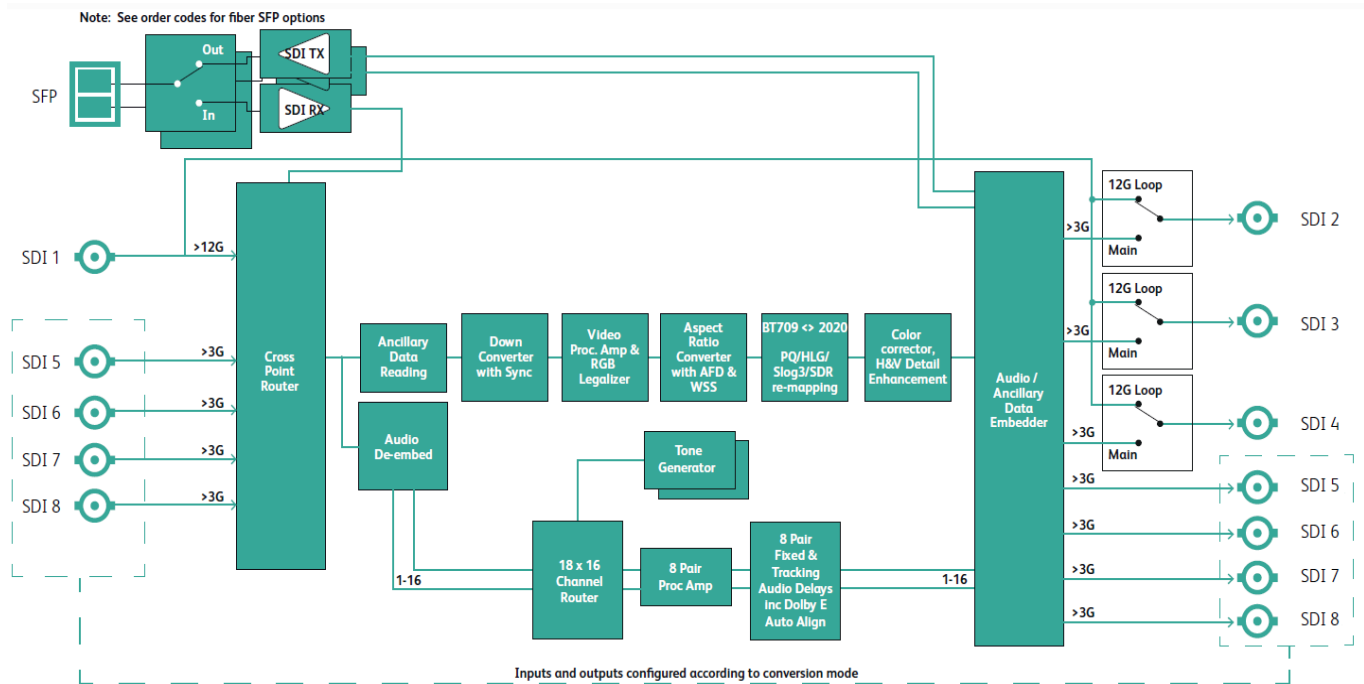 Note: See order codes for fiber SFP options
SFP
Out
In
SDI TX
SDI RX
SDI 1
>12G
SDI 5
>3G
SDI 6
>3G
SDI 7
>3G
SDI 8
>3G
Cross
Point
Router
Ancillary
Data
Reading
Down
Converter
with Sync
Video
Proc. Amp &
RGB
Legalizer
Aspect
Ratio
Converter
with AFD &
WSS
BT709 <> 2020
PQ/HLG/
Slog3/SDR
re-mapping
Color
corrector,
H&V Detail
Enhancement
Audio
De-embed
Tone
Generator
1-16
18 x 16
Channel
Router
8 Pair
Proc Amp
8 Pair
Fixed &
Tracking
Audio Delays
inc Dolby E
Auto Align
1-16
Audio /
Ancillary
Data
Embedder
12G Loop
>3G
Main
SDI 2
12G Loop
>3G
Main
SDI 3
12G Loop
>3G
Main
SDI 4
>3G
SDI 5
>3G
SDI 6
>3G
SDI 7
>3G
SDI 8
Inputs and outputs configured according to conversion mode